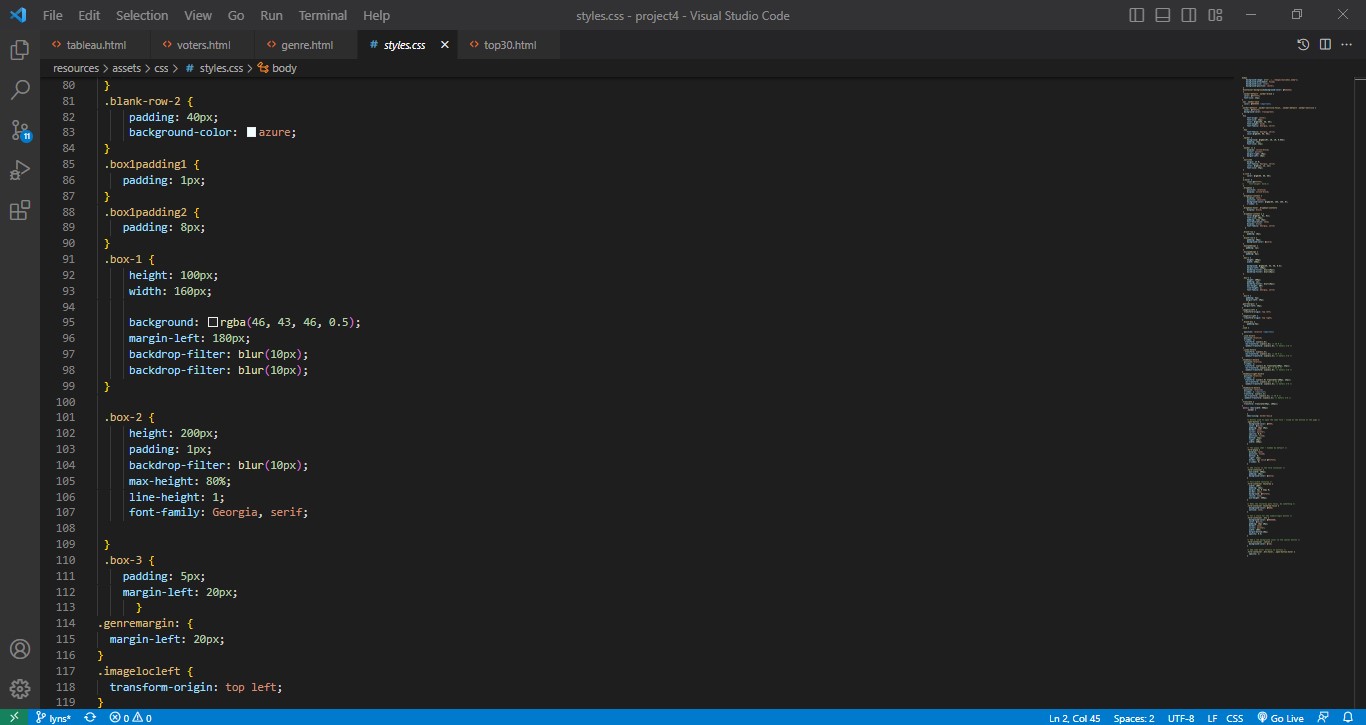 File Edit Selection View Go Run Terminal Help styles.css - project4 - Visual Studio Code
tableau.html voters.html genre.html styles.css top30.html
resources > assets > css > # styles.css > body
80 }
81 .blank-row-2 {
82 padding: 40px;
83 background-color: azure;
84 }
85 .box1padding1 {
86 padding: 1px;
87 }
88 .box1padding2 {
89 padding: 8px;
90 }
91 .box-1 {
92 height: 100px;
93 width: 160px;
94
95 background: rgba(46, 43, 46, 0.5);
96 margin-left: 180px;
97 backdrop-filter: blur(10px);
98 backdrop-filter: blur(10px);
99 }
100
101 .box-2 {
102 height: 200px;
103 padding: 1px;
104 backdrop-filter: blur(10px);
105 max-height: 80%;
106 line-height: 1;
107 font-family: Georgia, serif;
108
109 }
110 .box-3 {
111 padding: 5px;
112 margin-left: 20px;
113 }
114 .genremargin: {
115 margin-left: 20px;
116 }
117 .imagelocleft {
118 transform-origin: top left;
119 }
11
lyns* 0 0 Ln 2, Col 45 Spaces: 2 UTF-8 LF CSS Go Live